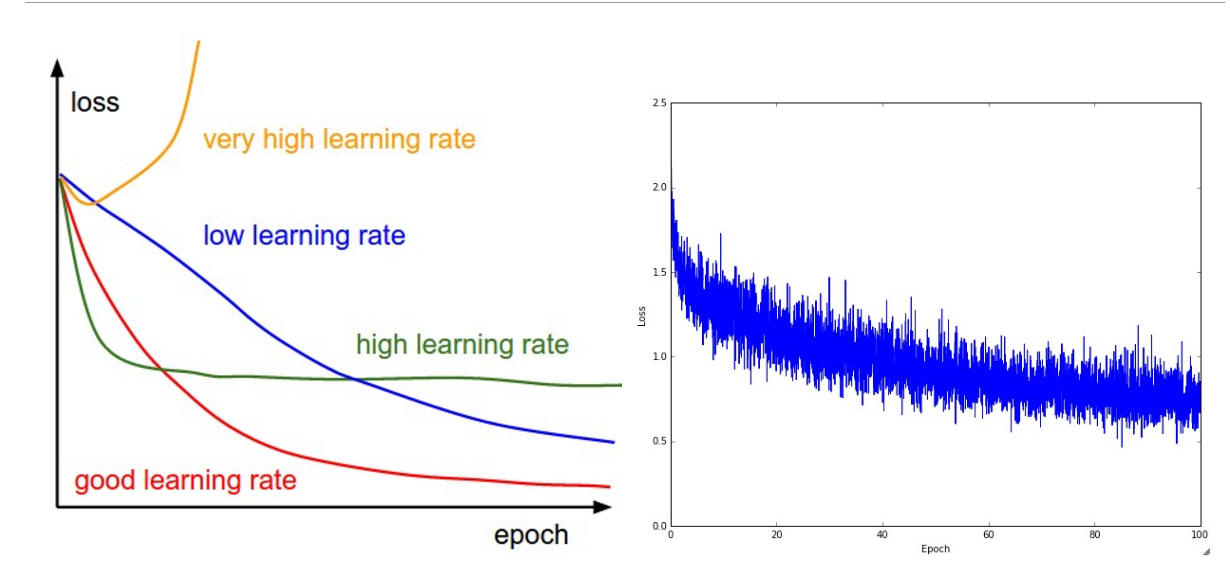 loss
very high learning rate
low learning rate
high learning rate
good learning rate
epoch
2.5
2.0
1.5
1.0
0.5
0.0
Loss
0 20 40 60 80 100
Epoch